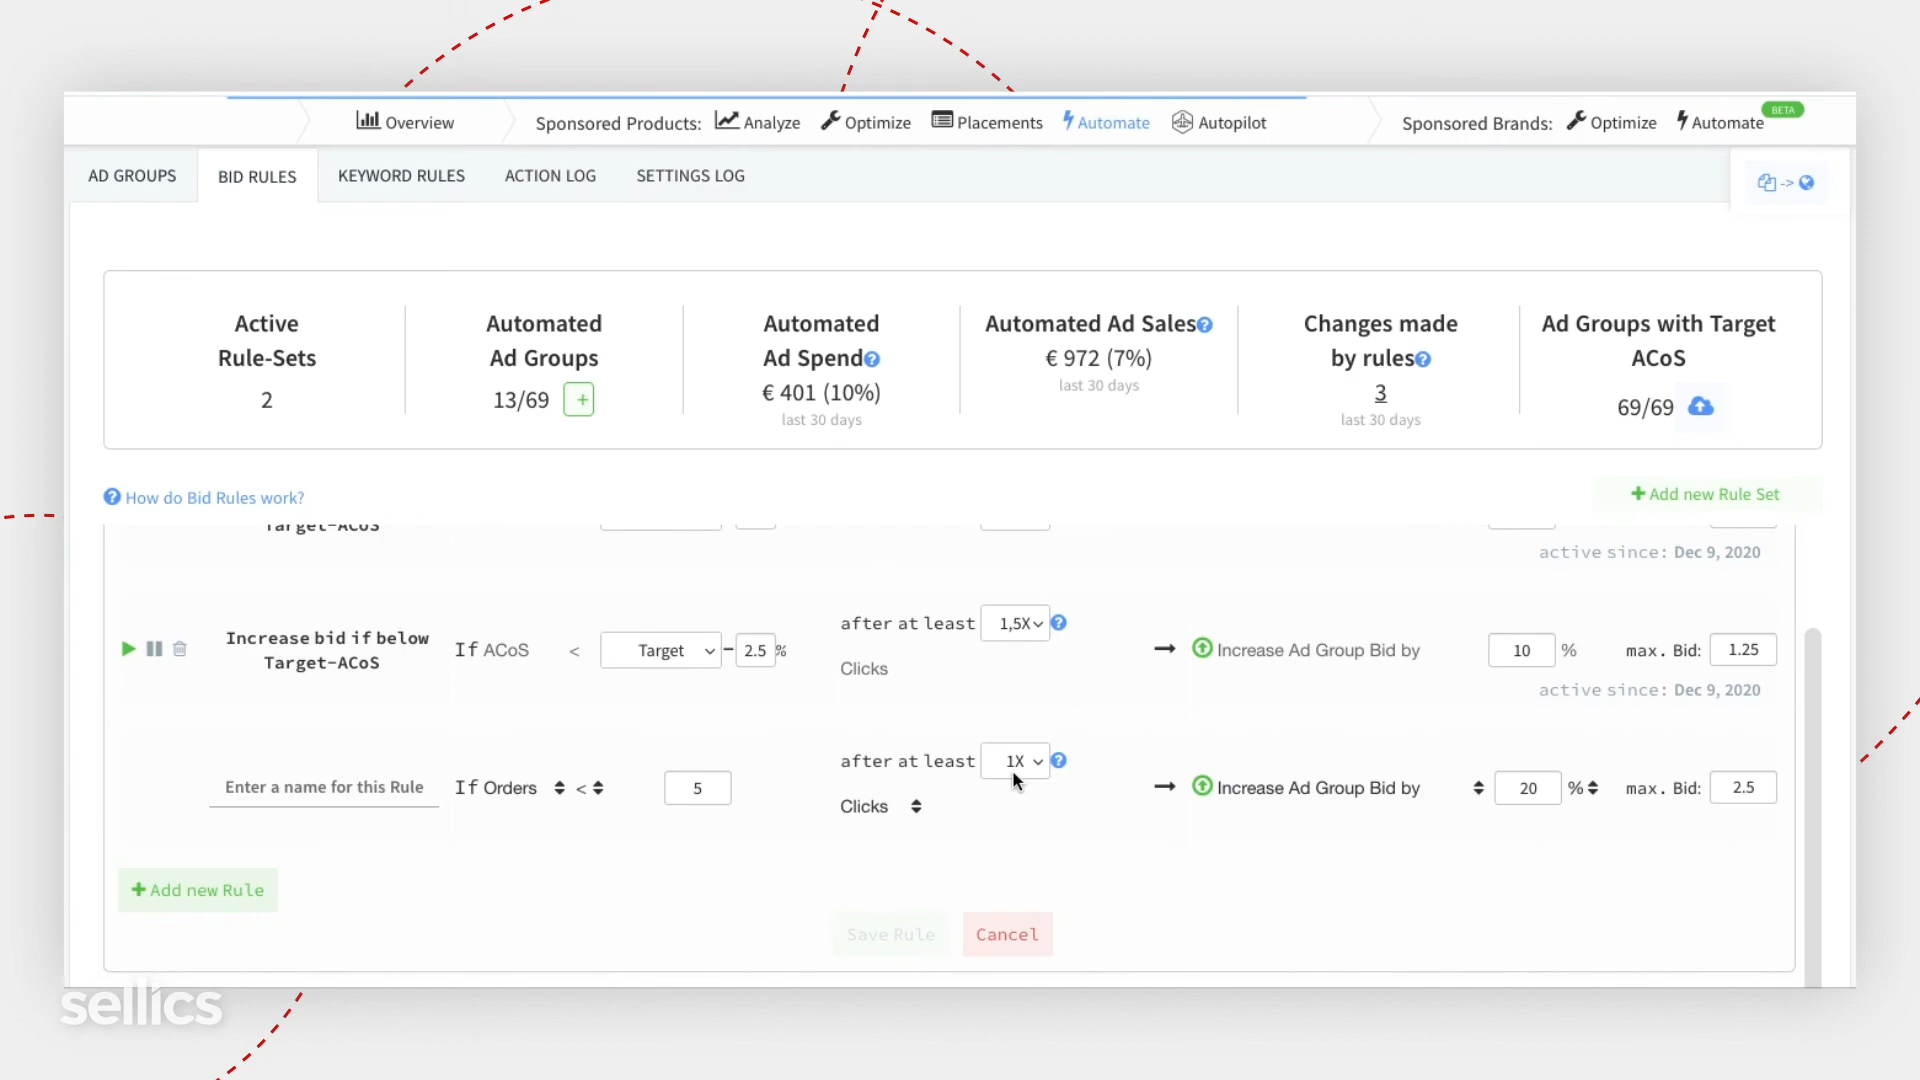 Overview
Sponsored Products: Analyze Optimize Placements Automate Autopilot
Sponsored Brands: Optimize Automate BETA
AD GROUPS BID RULES KEYWORD RULES ACTION LOG SETTINGS LOG
->
Active
Rule-Sets
2
Automated
Ad Groups
13/69 +
Automated
Ad Spend
€ 401 (10%)
last 30 days
Automated Ad Sales
€ 972 (7%)
last 30 days
Changes made
by rules
3
last 30 days
Ad Groups with Target
ACoS
69/69
How do Bid Rules work?
+ Add new Rule Set
Target-ACoS
active since: Dec 9, 2020
Increase bid if below
Target-ACoS
If ACoS < Target - 2.5 %
after at least 1,5X
Clicks
→ Increase Ad Group Bid by 10 % max. Bid: 1.25
active since: Dec 9, 2020
Enter a name for this Rule
If Orders < 5
after at least 1X
Clicks
→ Increase Ad Group Bid by 20 % max. Bid: 2.5
+ Add new Rule
Save Rule Cancel
sellics